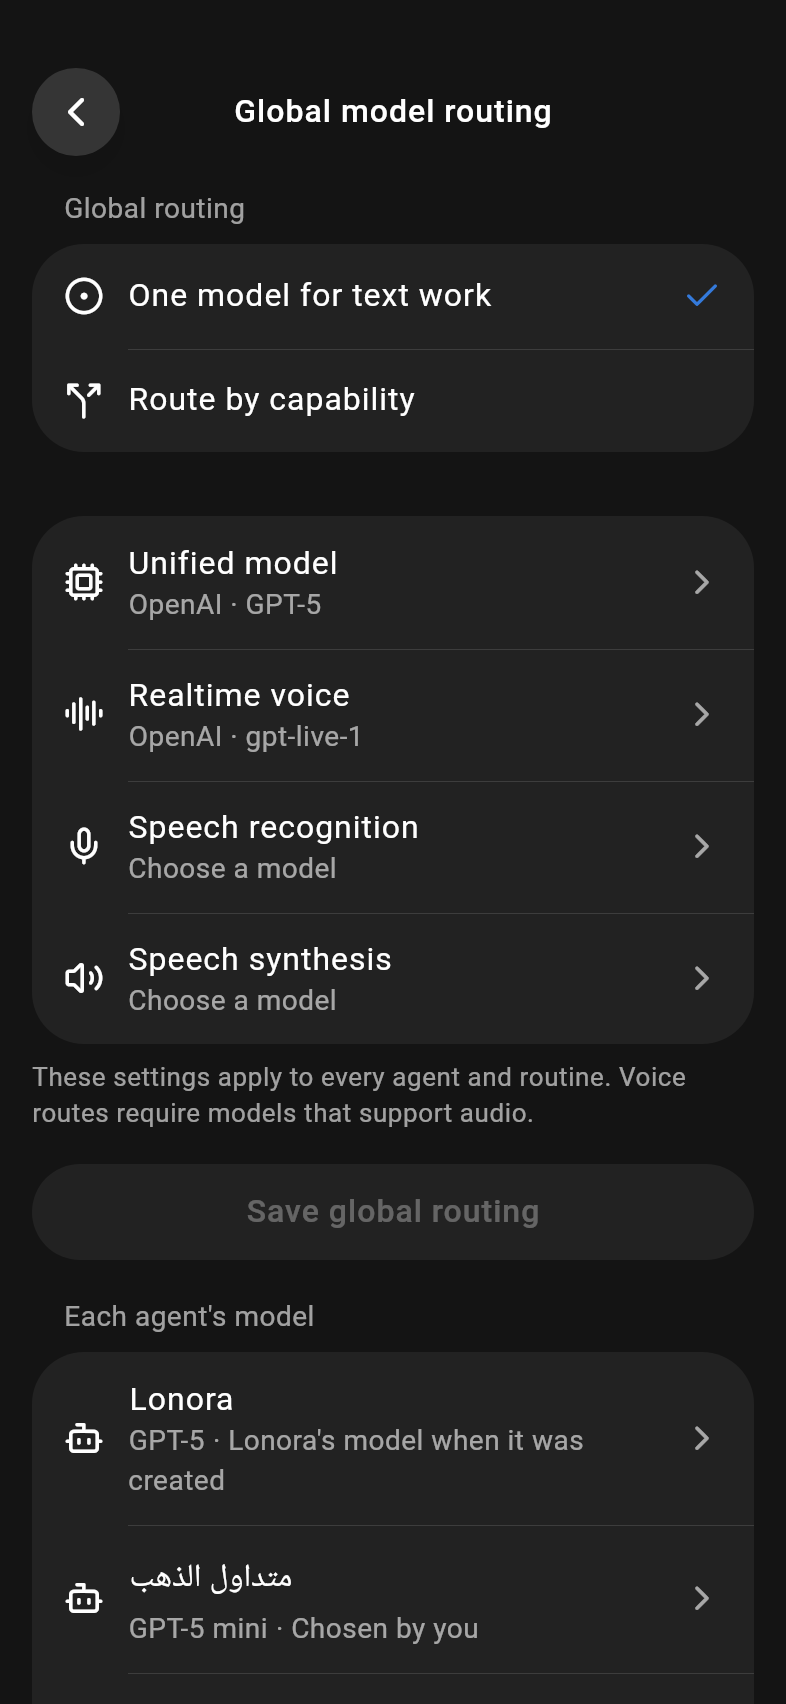 Global model routing
Global routing
One model for text work
Route by capability
Unified model
OpenAI · GPT-5
Realtime voice
OpenAI · gpt-live-1
Speech recognition
Choose a model
Speech synthesis
Choose a model
These settings apply to every agent and routine. Voice
routes require models that support audio.
Save global routing
Each agent's model
Lonora
GPT-5 · Lonora's model when it was
created
متداول الذهب
GPT-5 mini · Chosen by you